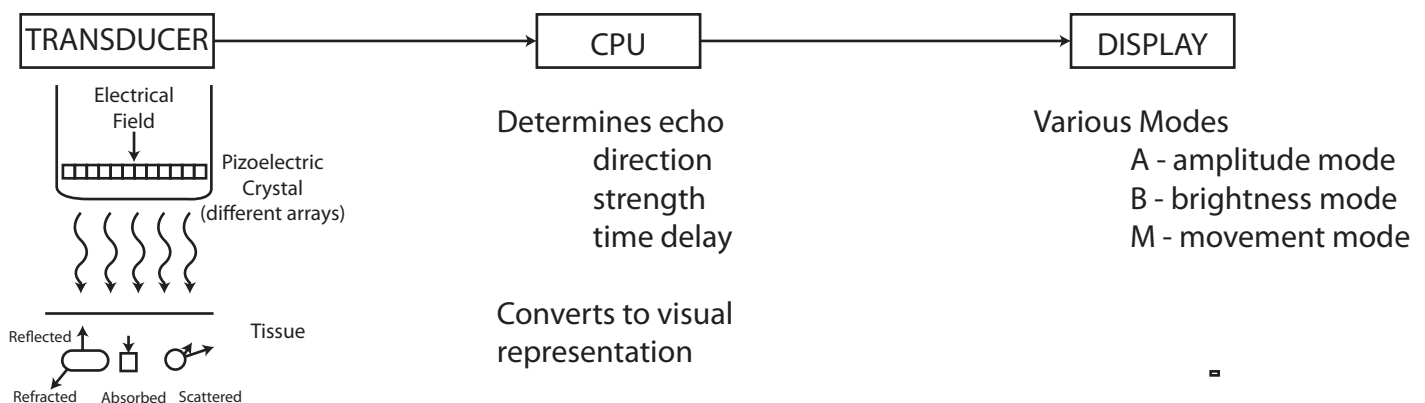 TRANSDUCER
CPU
DISPLAY
Electrical
Field
Pizoelectric
Crystal
(different arrays)
Tissue
Reflected
Refracted
Absorbed
Scattered
Determines echo
direction
strength
time delay
Converts to visual
representation
Various Modes
A - amplitude mode
B - brightness mode
M - movement mode